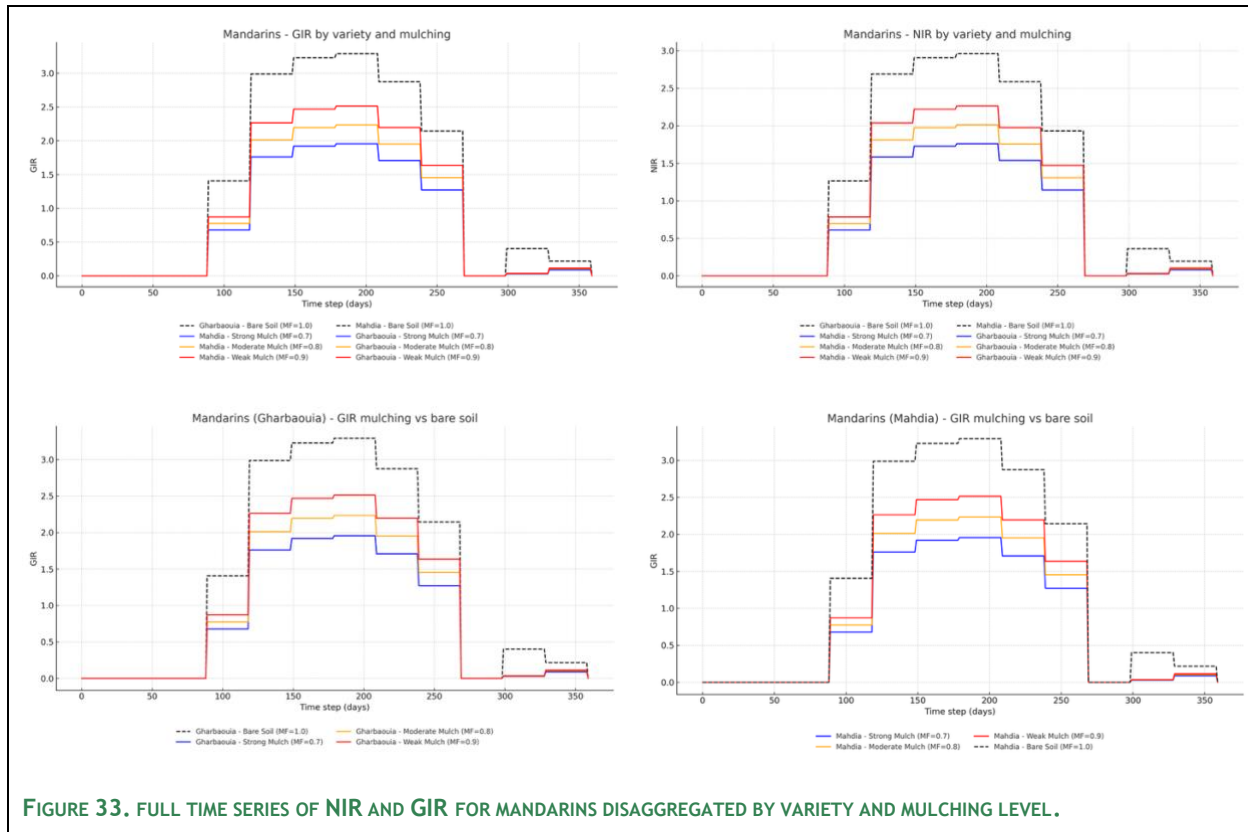 Mandarins - GIR by variety and mulching
GIR
3.0
2.5
2.0
1.5
1.0
0.5
0.0
0 50 100 150 200 250 300 350
Time step (days)
Gharbaouia - Bare Soil (MF=1.0) Mahdia - Bare Soil (MF=1.0)
Mahdia - Strong Mulch (MF=0.7) Gharbaouia - Strong Mulch (MF=0.7)
Mahdia - Moderate Mulch (MF=0.8) Gharbaouia - Moderate Mulch (MF=0.8)
Mahdia - Weak Mulch (MF=0.9) Gharbaouia - Weak Mulch (MF=0.9)
Mandarins - NIR by variety and mulching
NIR
3.0
2.5
2.0
1.5
1.0
0.5
0.0
0 50 100 150 200 250 300 350
Time step (days)
Gharbaouia - Bare Soil (MF=1.0) Mahdia - Bare Soil (MF=1.0)
Mahdia - Strong Mulch (MF=0.7) Gharbaouia - Strong Mulch (MF=0.7)
Mahdia - Moderate Mulch (MF=0.8) Gharbaouia - Moderate Mulch (MF=0.8)
Mahdia - Weak Mulch (MF=0.9) Gharbaouia - Weak Mulch (MF=0.9)
Mandarins (Gharbaouia) - GIR mulching vs bare soil
GIR
3.0
2.5
2.0
1.5
1.0
0.5
0.0
0 50 100 150 200 250 300 350
Time step (days)
Gharbaouia - Bare Soil (MF=1.0) Gharbaouia - Moderate Mulch (MF=0.8)
Gharbaouia - Strong Mulch (MF=0.7) Gharbaouia - Weak Mulch (MF=0.9)
Mandarins (Mahdia) - GIR mulching vs bare soil
GIR
3.0
2.5
2.0
1.5
1.0
0.5
0.0
0 50 100 150 200 250 300 350
Time step (days)
Mahdia - Strong Mulch (MF=0.7) Mahdia - Weak Mulch (MF=0.9)
Mahdia - Moderate Mulch (MF=0.8) Mahdia - Bare Soil (MF=1.0)
FIGURE 33. FULL TIME SERIES OF NIR AND GIR FOR MANDARINS DISAGGREGATED BY VARIETY AND MULCHING LEVEL.